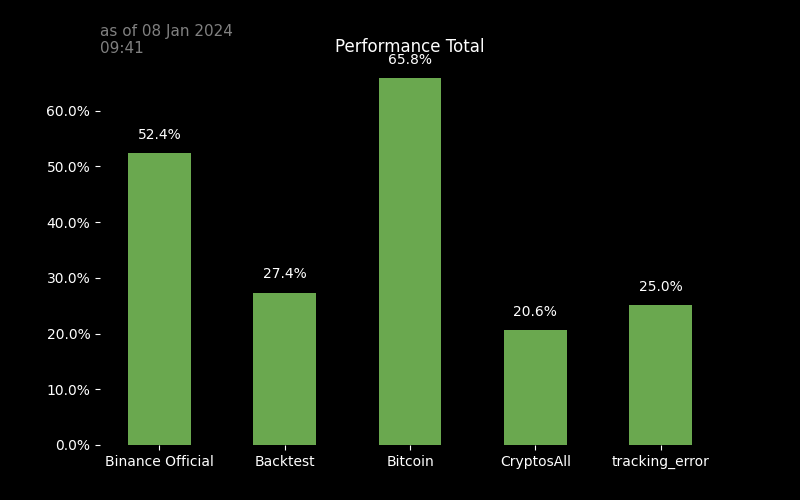 as of 08 Jan 2024
09:41
Performance Total
65.8%
60.0%
52.4%
50.0%
40.0%
30.0%
27.4%
25.0%
20.6%
20.0%
10.0%
0.0%
Binance Official
Backtest
Bitcoin
CryptosAll
tracking_error